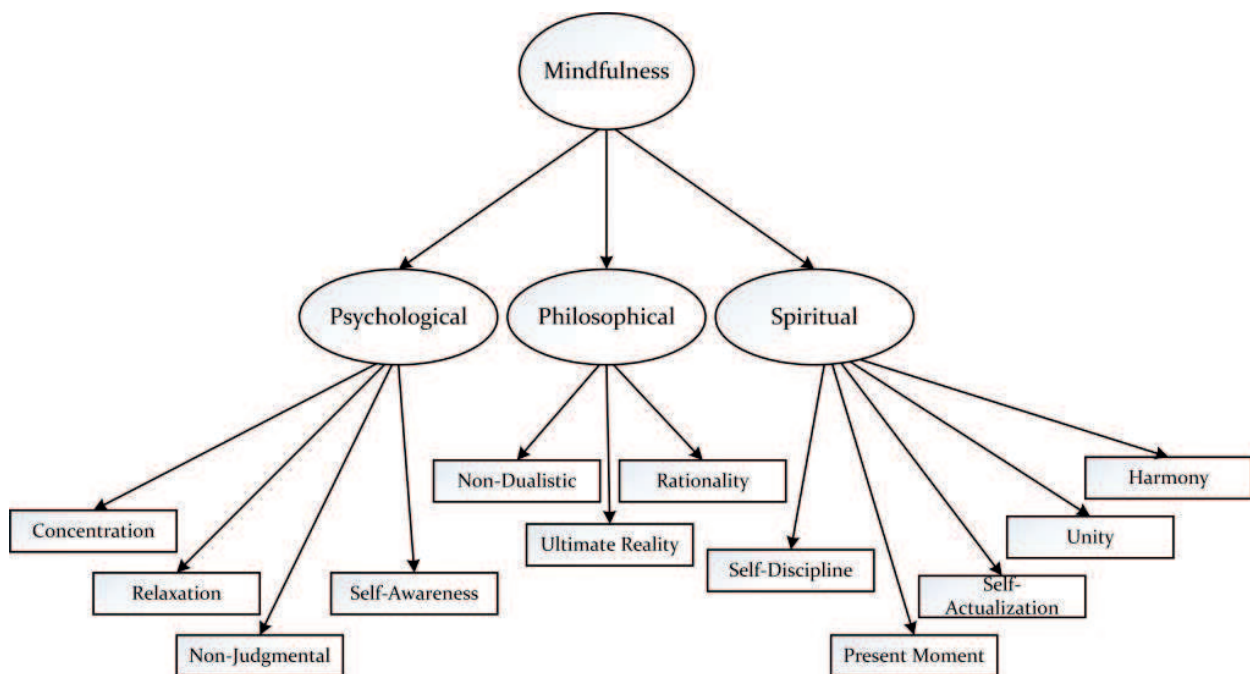 Mindfulness
Psychological
Philosophical
Spiritual
Non-Dualistic
Rationality
Harmony
Concentration
Ultimate Reality
Unity
Self-Discipline
Relaxation
Self-Awareness
Self-
Actualization
Non-Judgmental
Present Moment